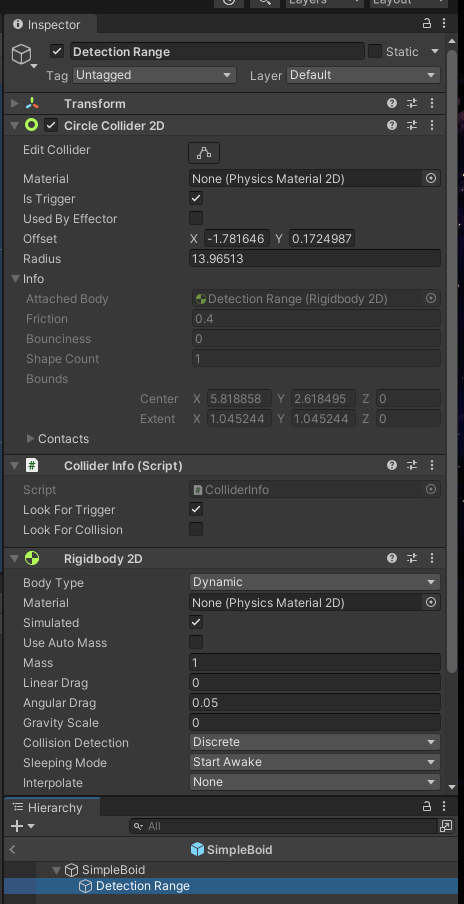 Layers
Layout
Inspector
Detection Range
Static
Tag Untagged Layer Default
Transform
Circle Collider 2D
Edit Collider
Material None (Physics Material 2D)
Is Trigger
Used By Effector
Offset X -1.781646 Y 0.1724987
Radius 13.96513
Info
Attached Body Detection Range (Rigidbody 2D)
Friction 0.4
Bounciness 0
Shape Count 1
Bounds
Center X 5.818858 Y 2.618495 Z 0
Extent X 1.045244 Y 1.045244 Z 0
Contacts
Collider Info (Script)
Script ColliderInfo
Look For Trigger
Look For Collision
Rigidbody 2D
Body Type Dynamic
Material None (Physics Material 2D)
Simulated
Use Auto Mass
Mass 1
Linear Drag 0
Angular Drag 0.05
Gravity Scale 0
Collision Detection Discrete
Sleeping Mode Start Awake
Interpolate None
Hierarchy
All
SimpleBoid
SimpleBoid
Detection Range